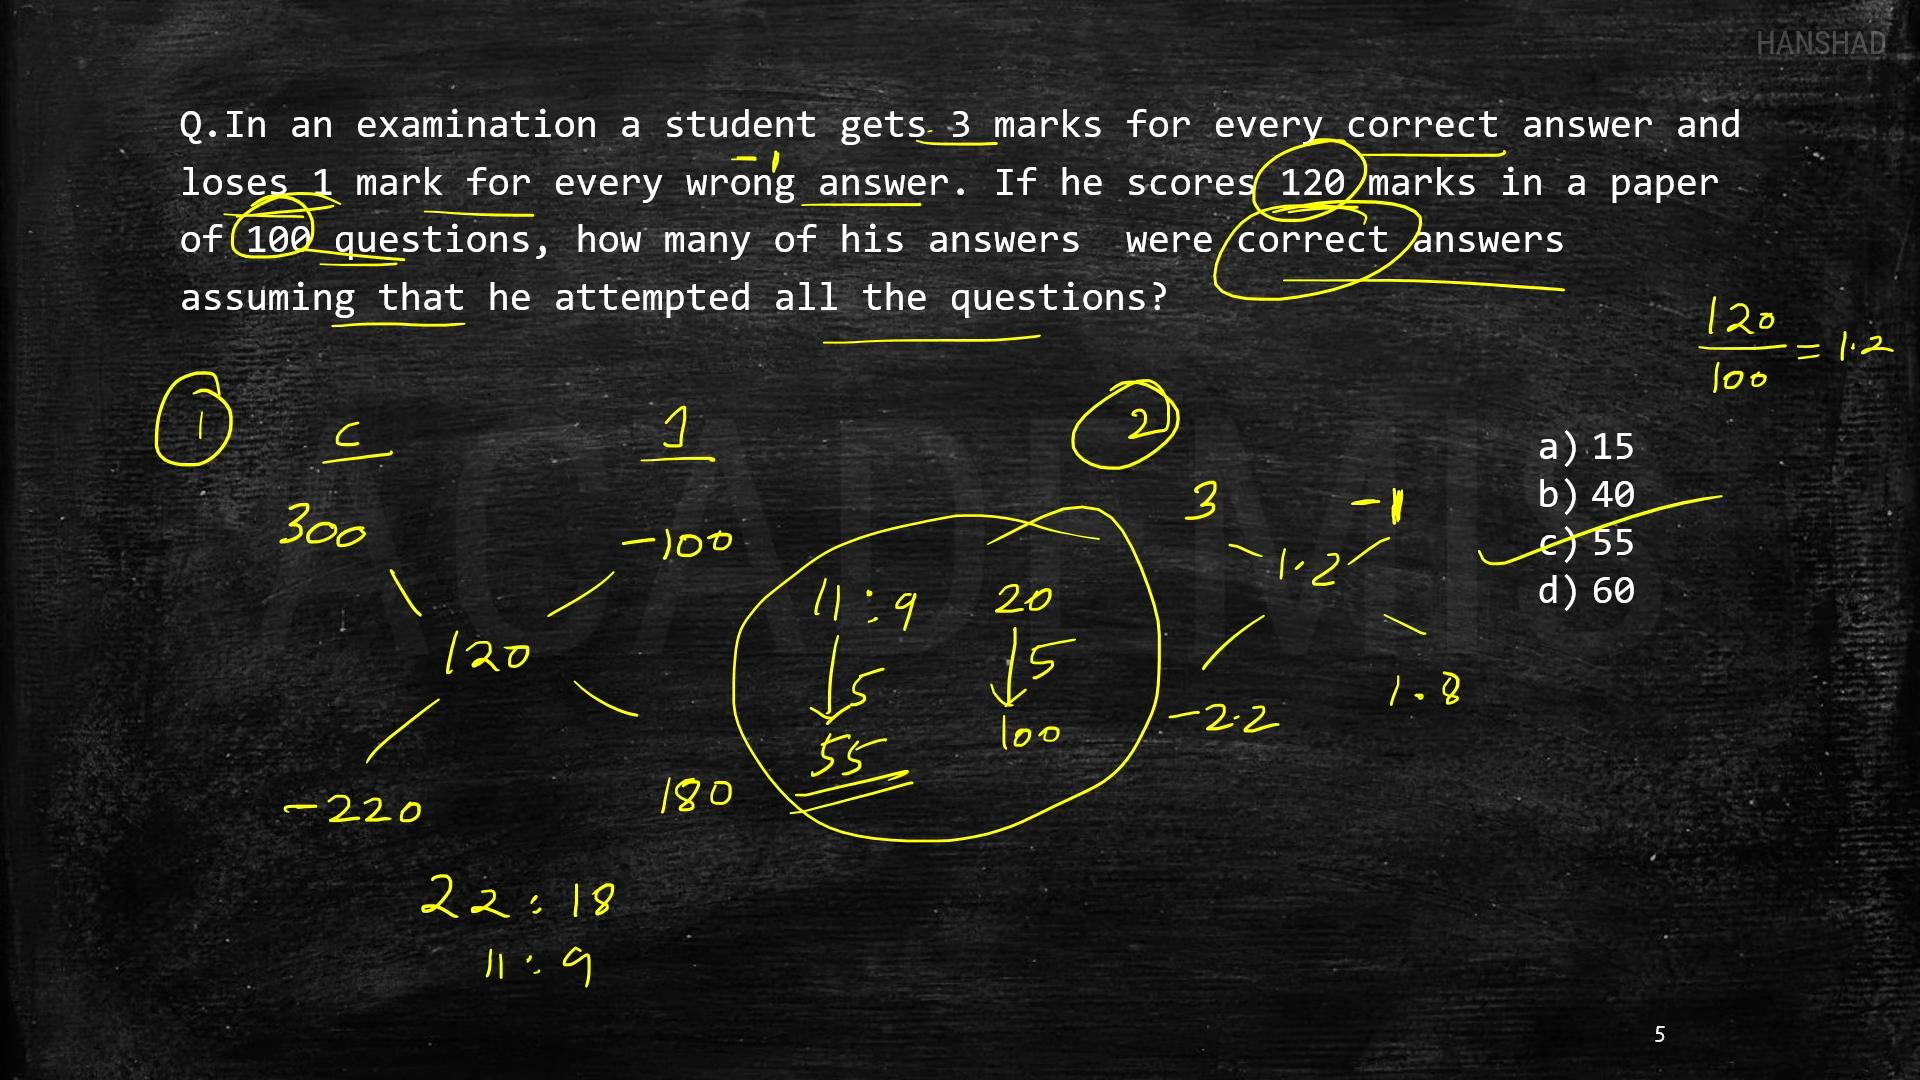 HANSHAD
Q.In an examination a student gets 3 marks for every correct answer and
-1
loses 1 mark for every wrong answer. If he scores 120 marks in a paper
of 100 questions, how many of his answers were correct answers
assuming that he attempted all the questions?
120
100
= 1.2
1
C
1
2
300
-100
120
-220
180
22 : 18
11 : 9
11 : 9
20
5
5
55
100
3
-1
1.2
-2.2
1.8
a) 15
b) 40
c) 55
d) 60
5